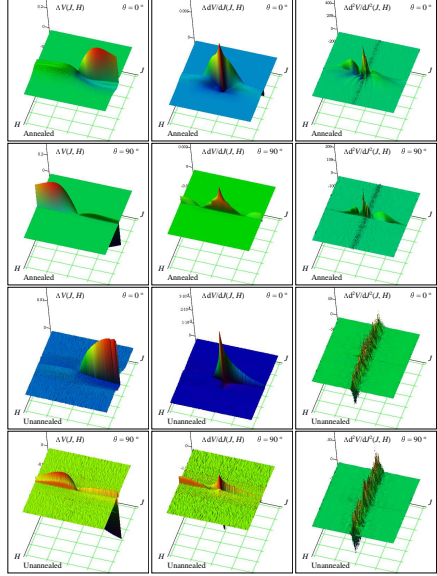 ΔV(J, H) θ = 0 °
J
H
Annealed
ΔdV/dJ(J, H) θ = 0 °
J
H
Annealed
Δd²V/dJ²(J, H) θ = 0 °
J
H
Annealed
ΔV(J, H) θ = 90 °
J
H
Annealed
ΔdV/dJ(J, H) θ = 90 °
J
H
Annealed
Δd²V/dJ²(J, H) θ = 90 °
J
H
Annealed
ΔV(J, H) θ = 0 °
J
H
Unannealed
ΔdV/dJ(J, H) θ = 0 °
J
H
Unannealed
Δd²V/dJ²(J, H) θ = 0 °
J
H
Unannealed
ΔV(J, H) θ = 90 °
J
H
Unannealed
ΔdV/dJ(J, H) θ = 90 °
J
H
Unannealed
Δd²V/dJ²(J, H) θ = 90 °
J
H
Unannealed